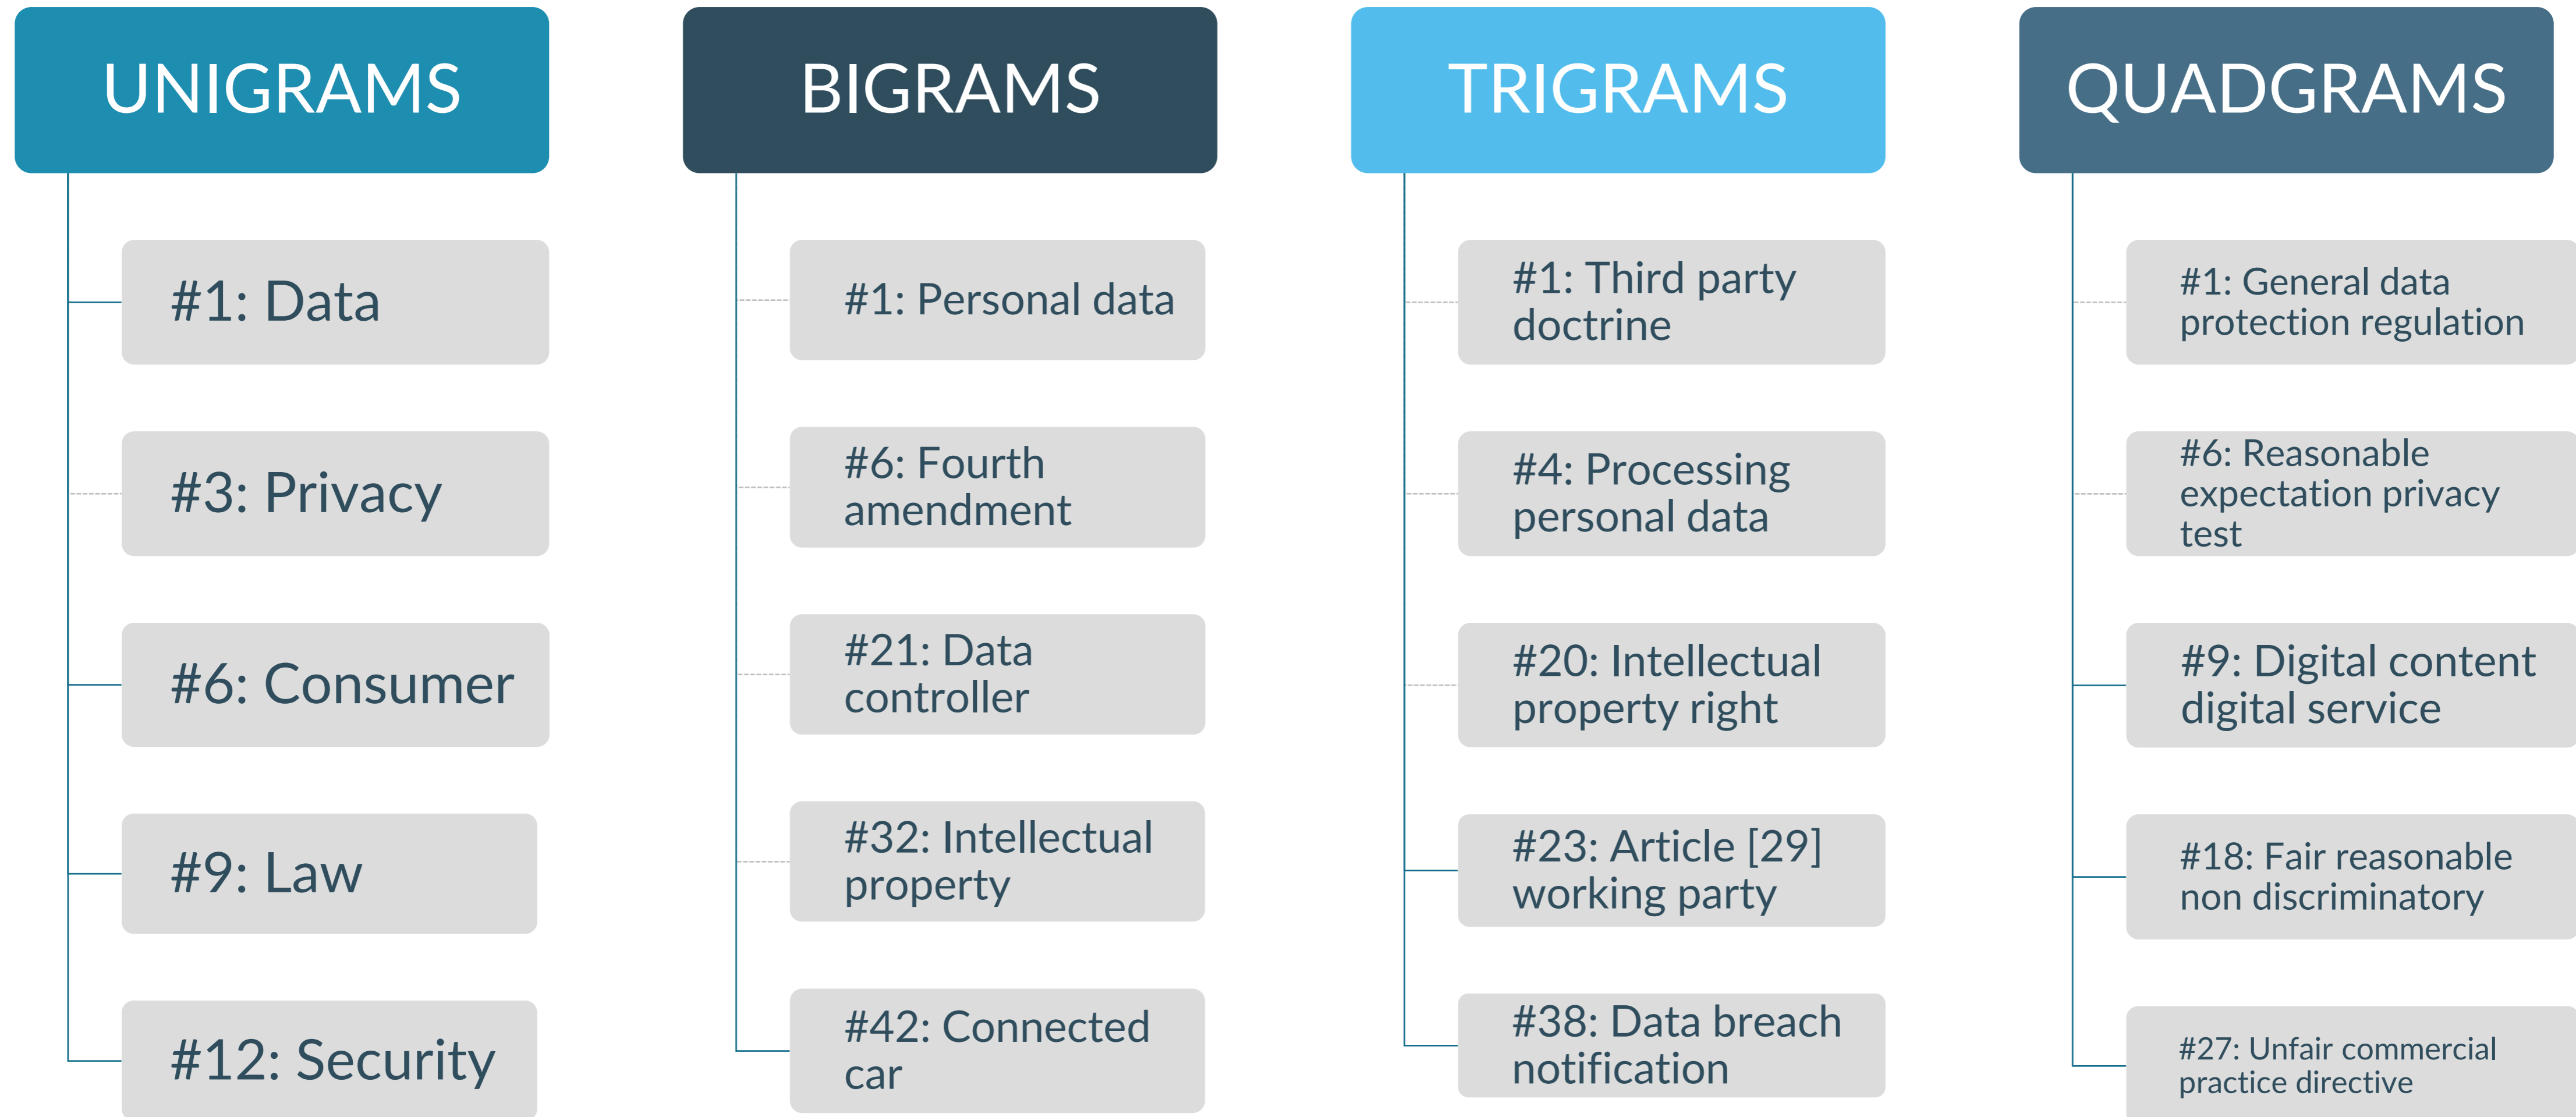 UNIGRAMS
#1: Data
#3: Privacy
#6: Consumer
#9: Law
#12: Security
BIGRAMS
#1: Personal data
#6: Fourth
amendment
#21: Data
controller
#32: Intellectual
property
#42: Connected
car
TRIGRAMS
#1: Third party
doctrine
#4: Processing
personal data
#20: Intellectual
property right
#23: Article [29]
working party
#38: Data breach
notification
QUADGRAMS
#1: General data
protection regulation
#6: Reasonable
expectation privacy
test
#9: Digital content
digital service
#18: Fair reasonable
non discriminatory
#27: Unfair commercial
practice directive